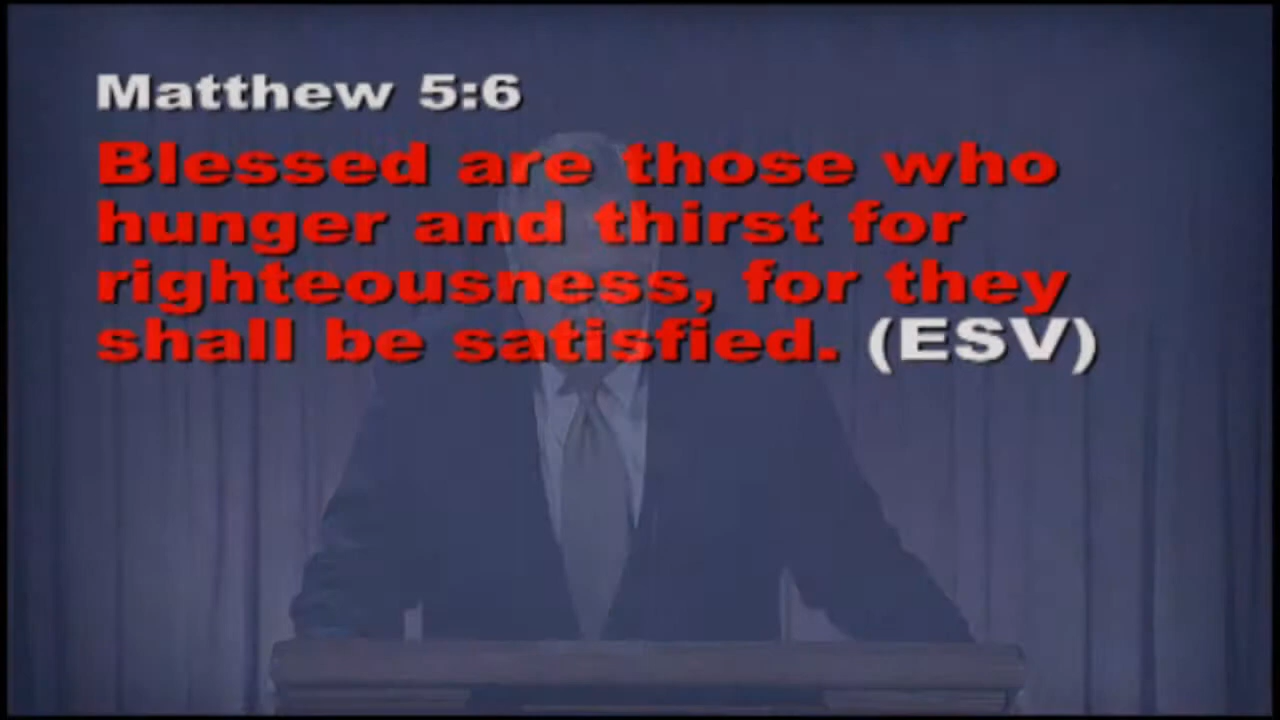 Matthew 5:6
Blessed are those who
hunger and thirst for
righteousness, for they
shall be satisfied. (ESV)